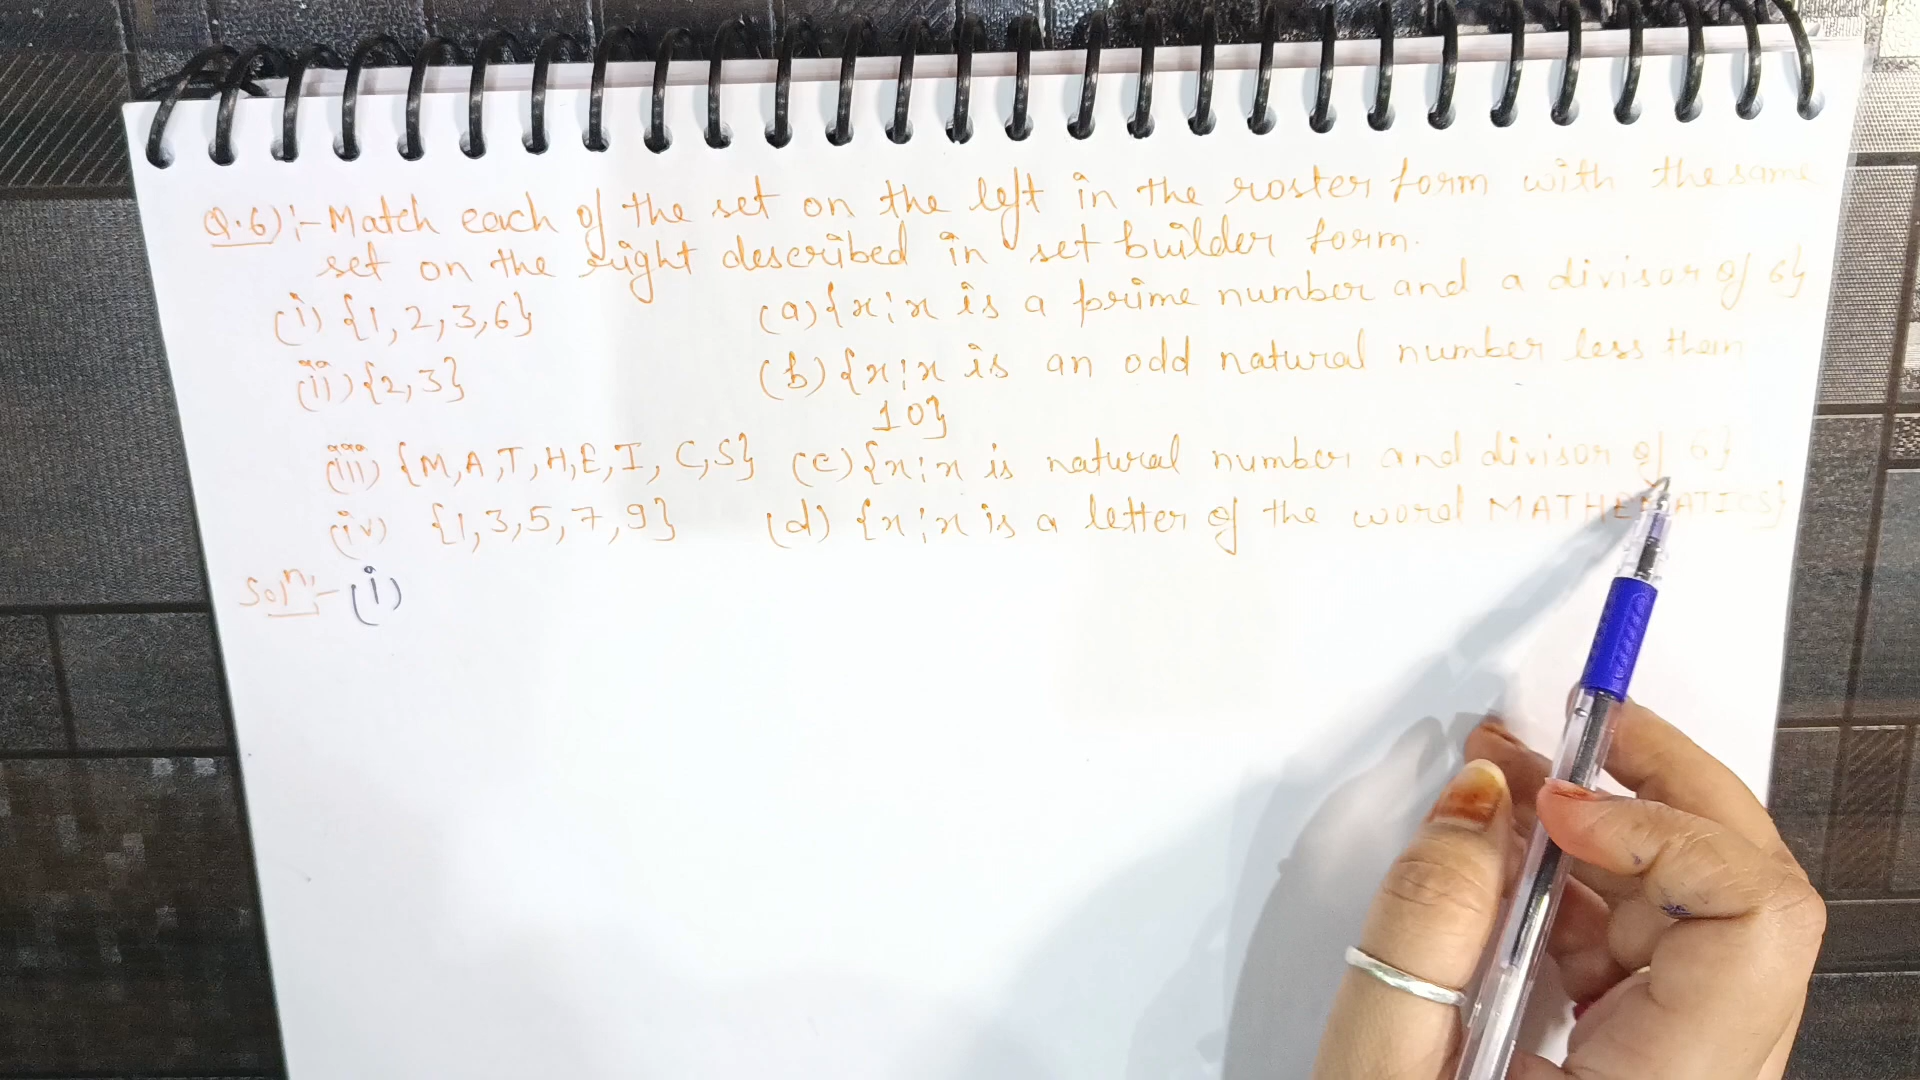 Q.6):- Match each of the set on the left in the roster form with the same
set on the right described in set builder form.
(i) {1, 2, 3, 6} (a) {x : x is a prime number and a divisor of 6}
(ii) {2, 3} (b) {x : x is an odd natural number less than
10}
(iii) {M, A, T, H, E, I, C, S} (c) {x : x is natural number and divisor of 6}
(iv) {1, 3, 5, 7, 9} (d) {x : x is a letter of the word MATHEMATICS}
Soln:- (i)